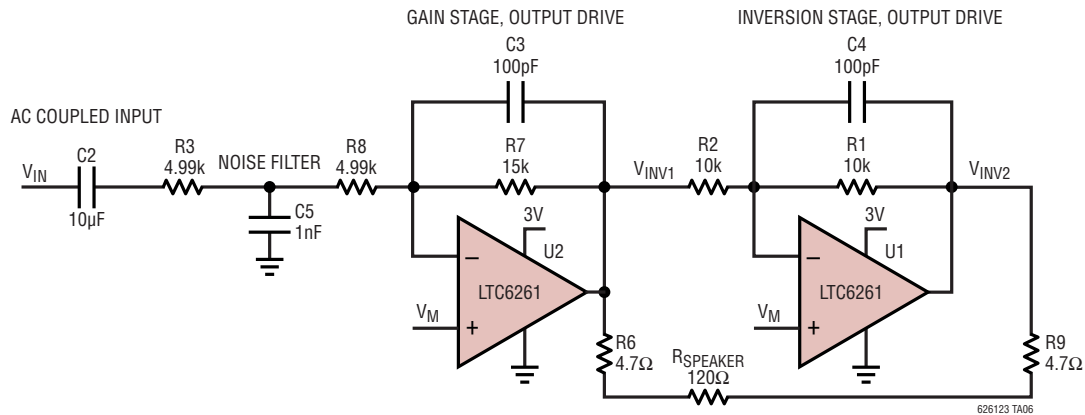 GAIN STAGE, OUTPUT DRIVE
INVERSION STAGE, OUTPUT DRIVE
C3
100pF
C4
100pF
AC COUPLED INPUT
VIN
C2
10µF
R3
4.99k
NOISE FILTER
R8
4.99k
R7
15k
VINV1
R2
10k
R1
10k
VINV2
C5
1nF
3V
U2
–
LTC6261
VM
+
3V
U1
–
LTC6261
VM
+
R6
4.7Ω
RSPEAKER
120Ω
R9
4.7Ω
626123 TA06